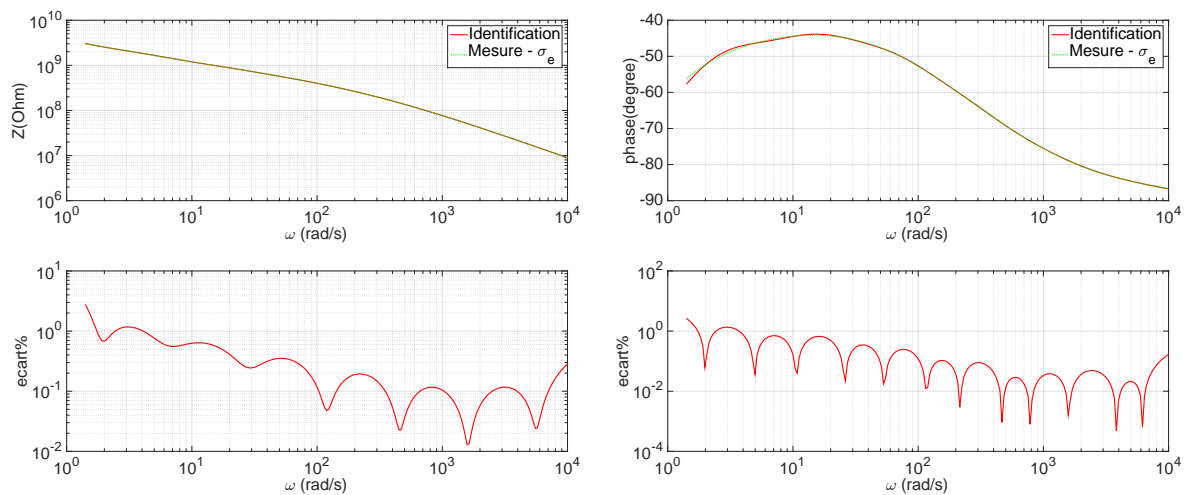 10^10
10^9
10^8
10^7
10^6
Z(Ohm)
10^0 10^1 10^2 10^3 10^4
ω (rad/s)
Identification
Mesure - σ_e
-40
-50
-60
-70
-80
-90
phase(degree)
10^0 10^1 10^2 10^3 10^4
ω (rad/s)
Identification
Mesure - σ_e
10^1
10^0
10^-1
10^-2
ecart%
10^0 10^1 10^2 10^3 10^4
ω (rad/s)
10^2
10^0
10^-2
10^-4
ecart%
10^0 10^1 10^2 10^3 10^4
ω (rad/s)